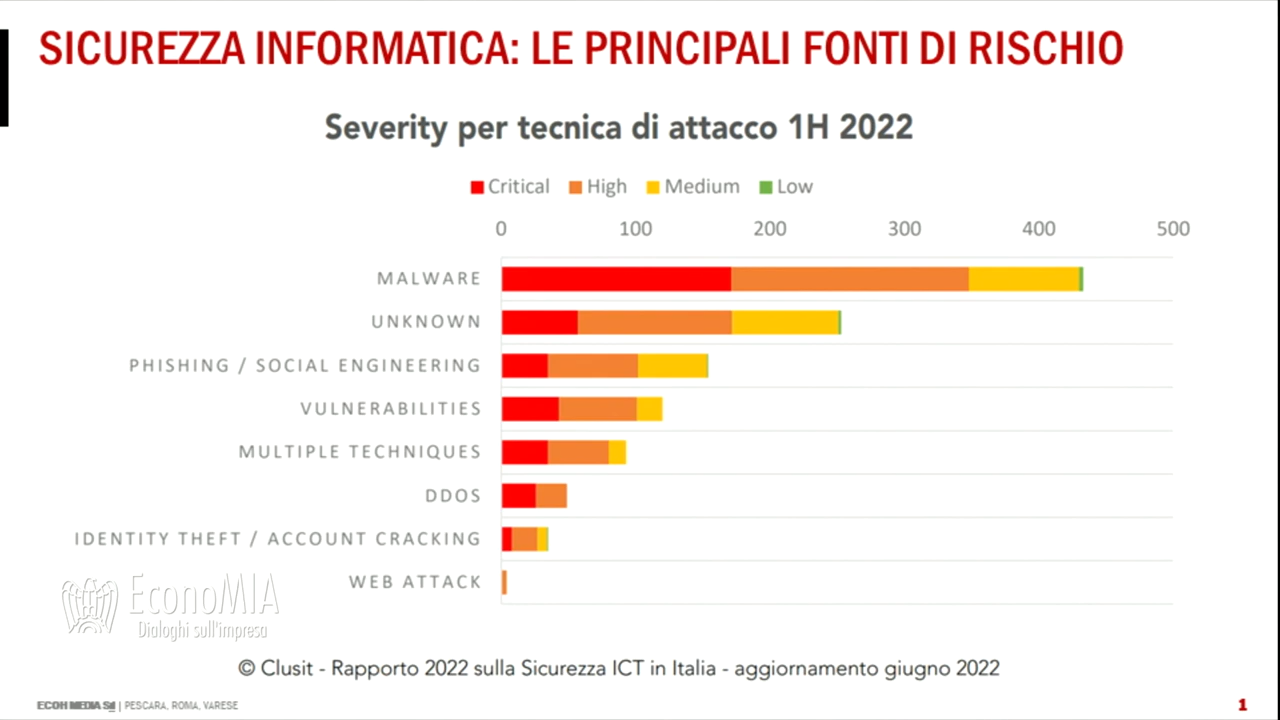 SICUREZZA INFORMATICA: LE PRINCIPALI FONTI DI RISCHIO
Severity per tecnica di attacco 1H 2022
Critical High Medium Low
0 100 200 300 400 500
MALWARE
UNKNOWN
PHISHING / SOCIAL ENGINEERING
VULNERABILITIES
MULTIPLE TECHNIQUES
DDOS
IDENTITY THEFT / ACCOUNT CRACKING
WEB ATTACK
EconoMIA
Dialoghi sull'impresa
© Clusit - Rapporto 2022 sulla Sicurezza ICT in Italia - aggiornamento giugno 2022
ECOH MEDIA Srl | PESCARA, ROMA, VARESE
1